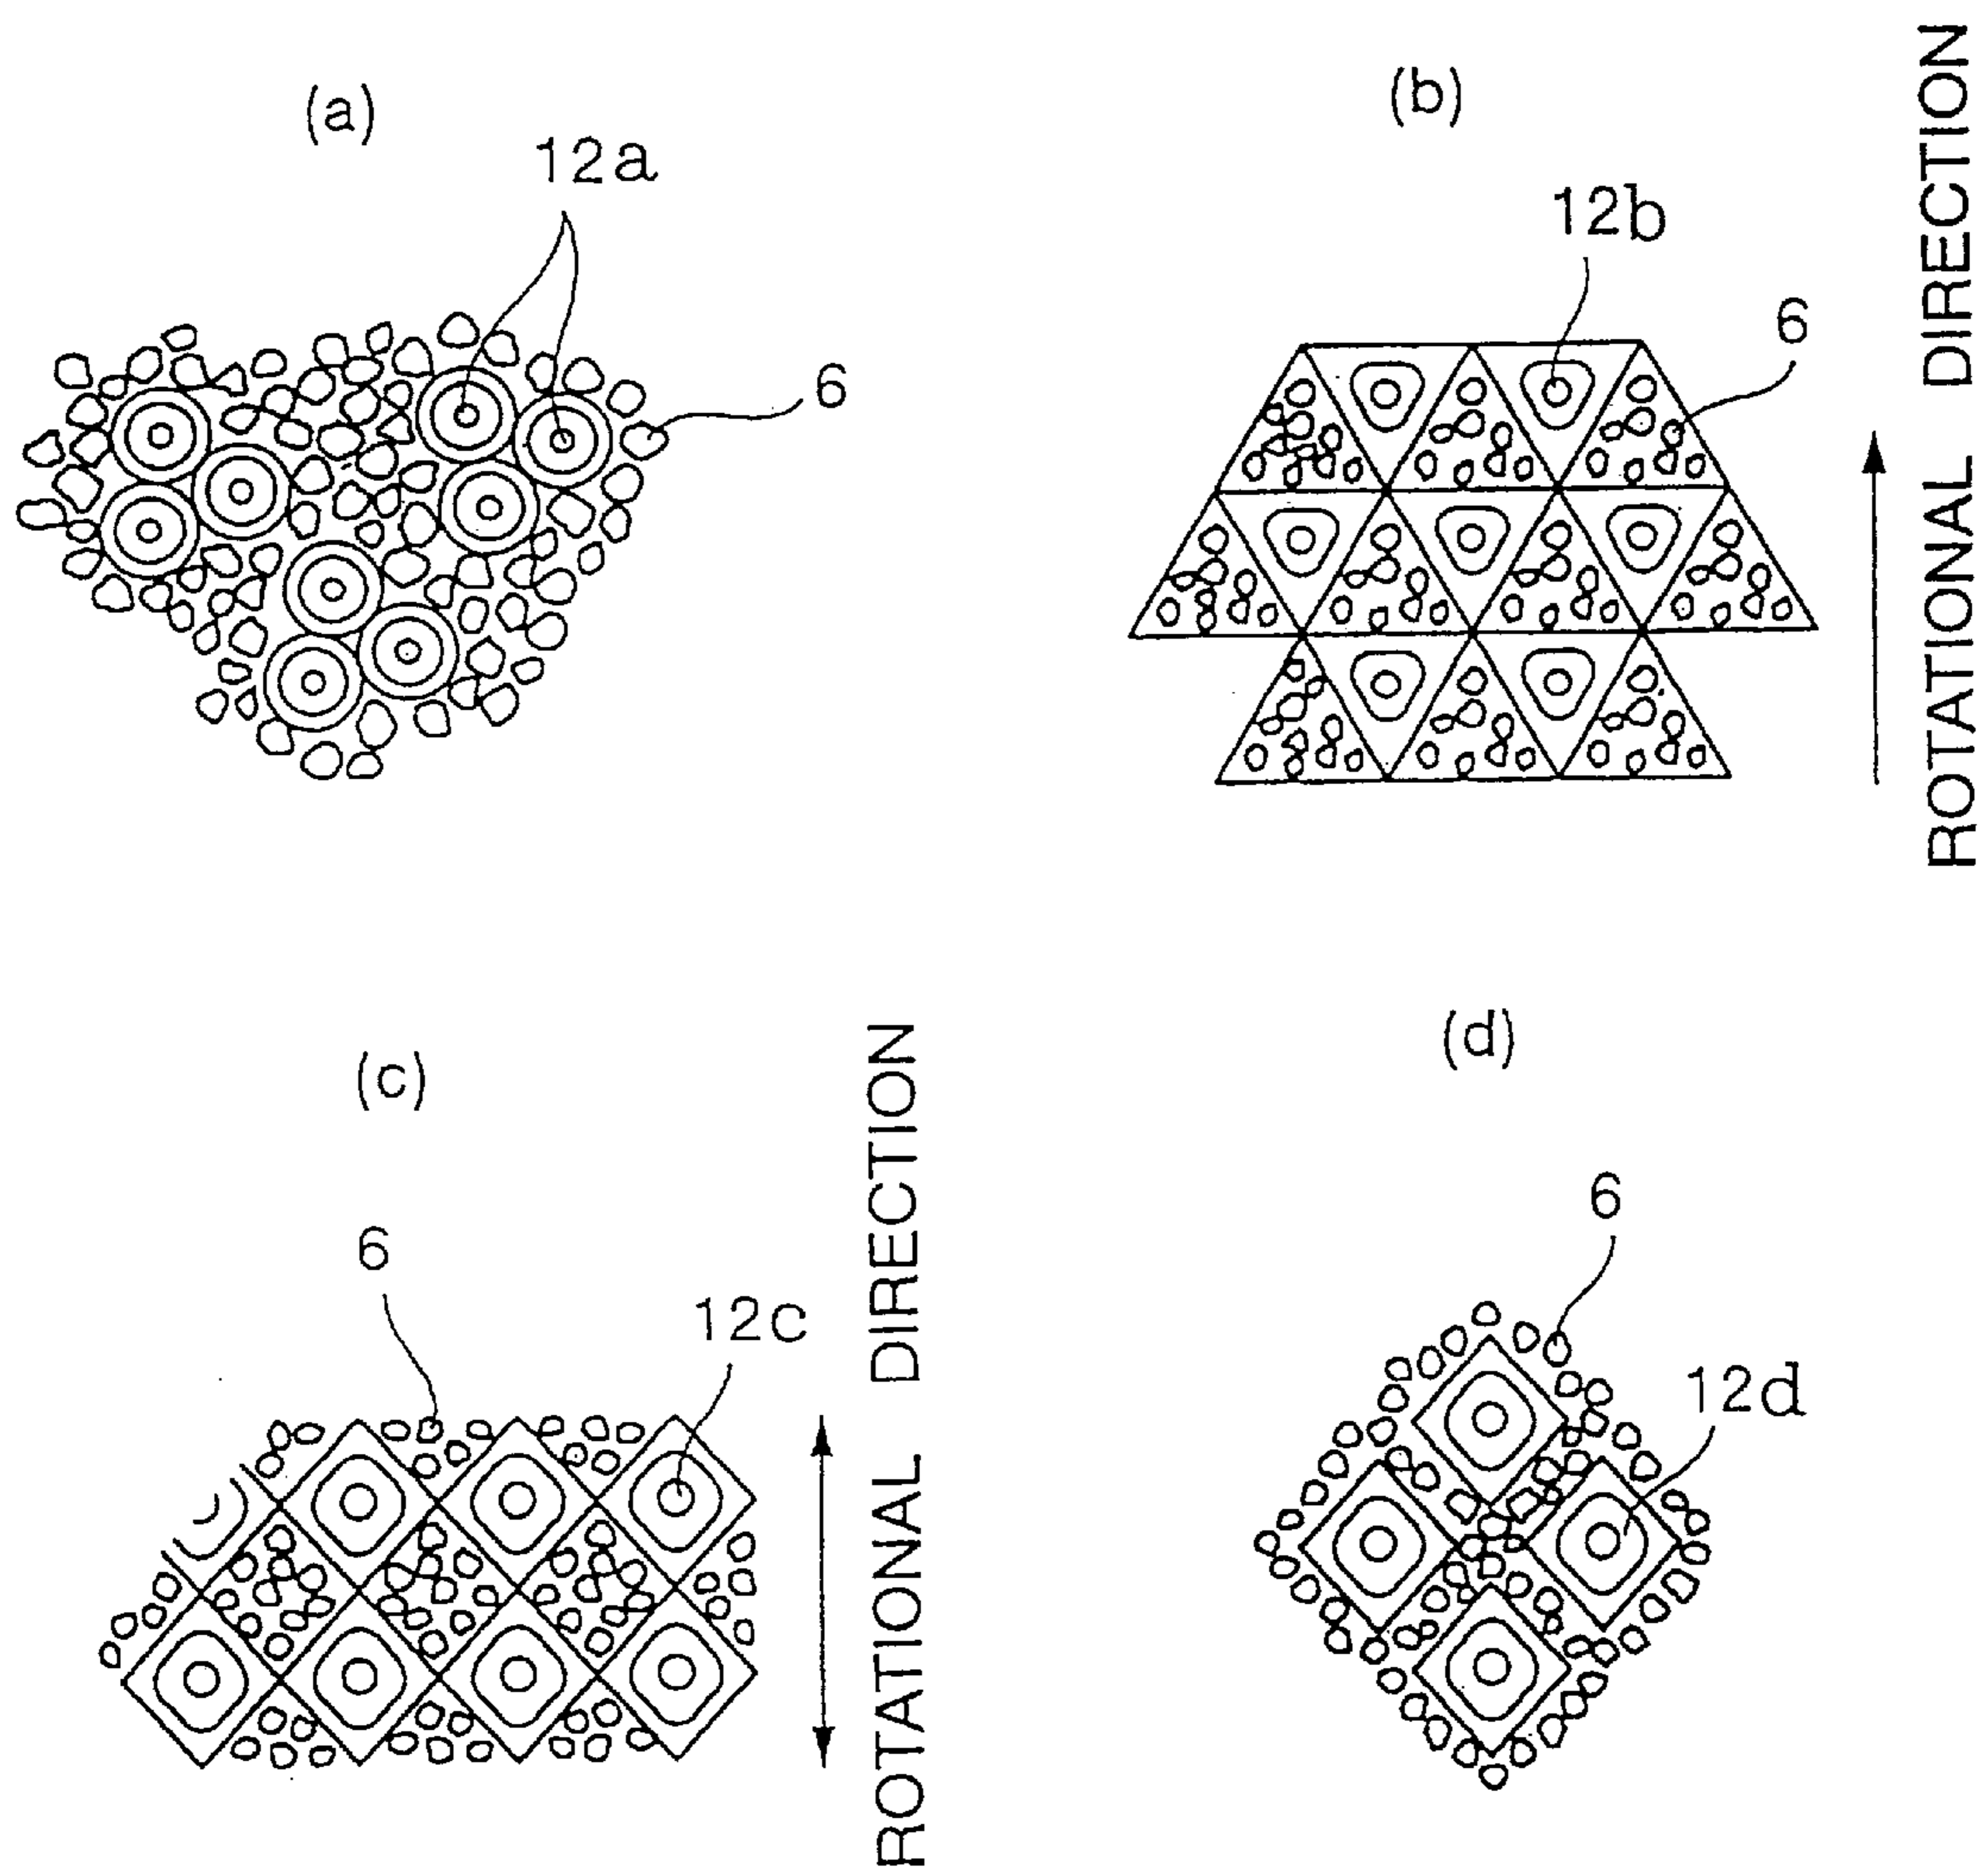 (a)
12a
6
(b)
12b
6
ROTATIONAL DIRECTION
(c)
6
12c
ROTATIONAL DIRECTION
(d)
6
12d